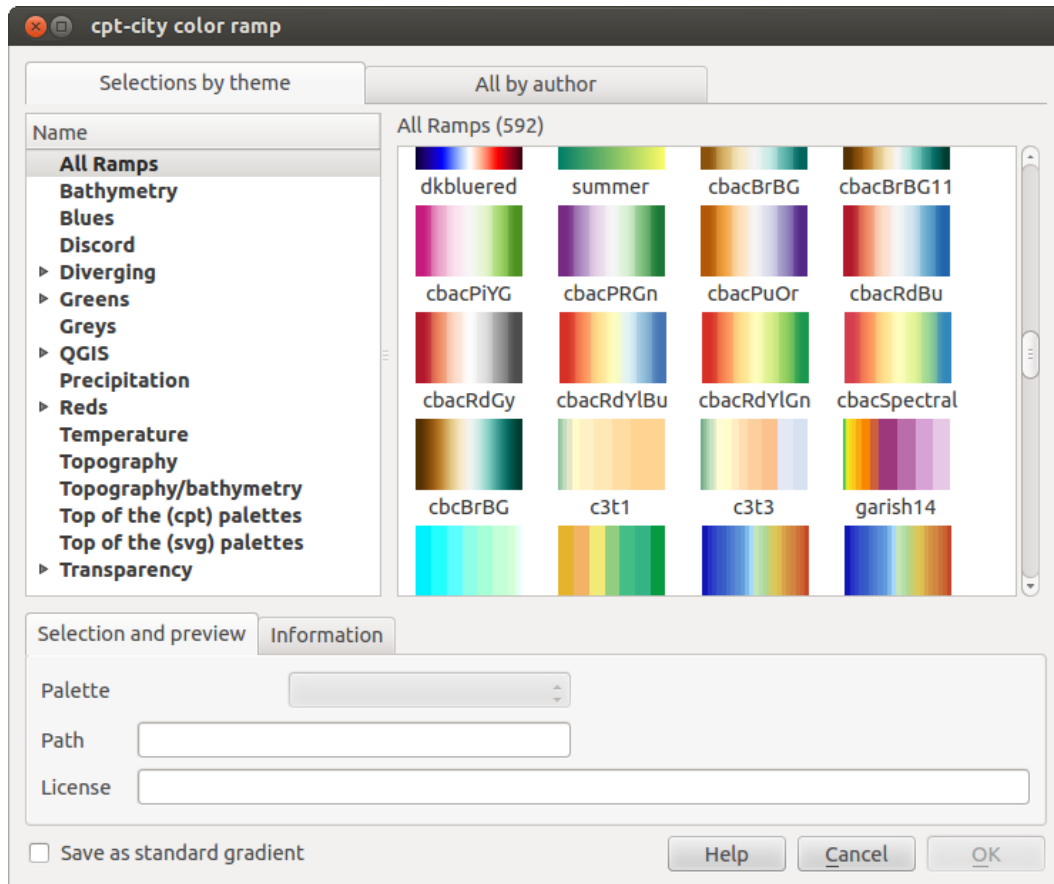 cpt-city color ramp
Selections by theme
All by author
Name
All Ramps
Bathymetry
Blues
Discord
Diverging
Greens
Greys
QGIS
Precipitation
Reds
Temperature
Topography
Topography/bathymetry
Top of the (cpt) palettes
Top of the (svg) palettes
Transparency
All Ramps (592)
dkbluered summer cbacBrBG cbacBrBG11
cbacPiYG cbacPRGn cbacPuOr cbacRdBu
cbacRdGy cbacRdYlBu cbacRdYlGn cbacSpectral
cbcBrBG c3t1 c3t3 garish14
Selection and preview
Information
Palette
Path
License
Save as standard gradient
Help
Cancel
OK